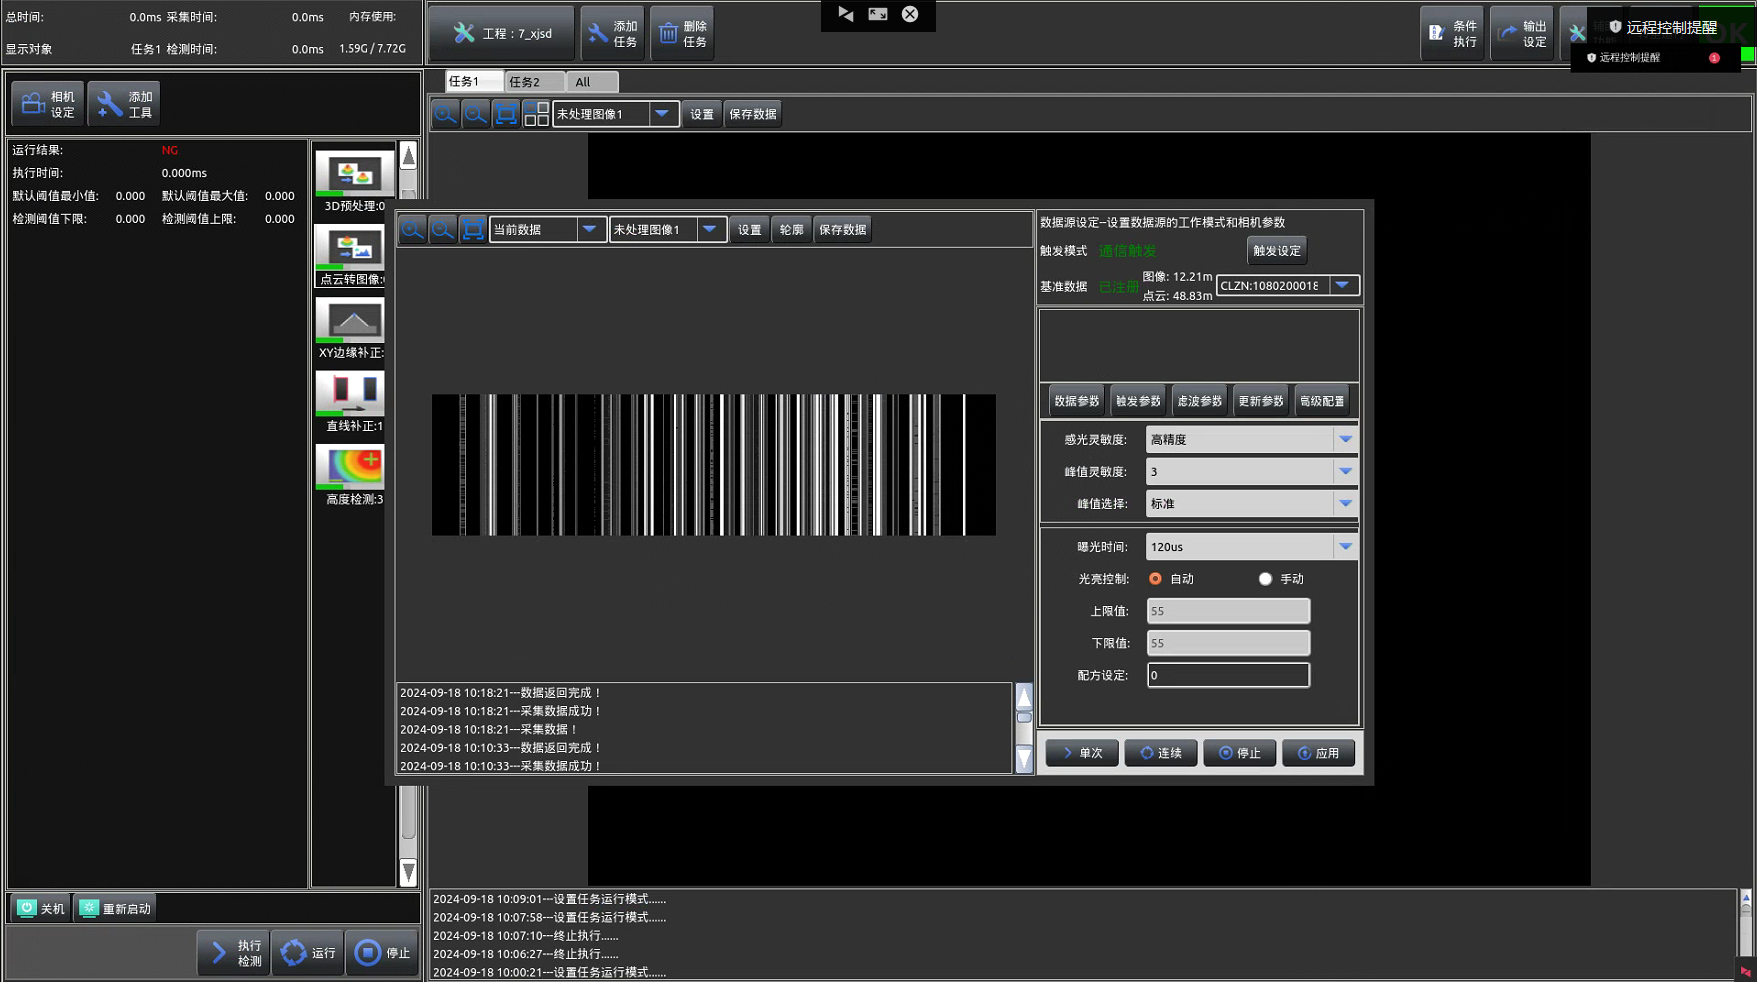 总时间: 0.0ms 采集时间: 0.0ms 内存使用:
显示对象 任务1 检测时间: 0.0ms 1.59G / 7.72G
工程：7_xjsd
添加
任务
删除
任务
条件
执行
输出
设定
远程控制提醒
远程控制提醒
1
相机
设定
添加
工具
任务1
任务2
All
未处理图像1
设置
保存数据
运行结果: NG
执行时间: 0.000ms
默认阈值最小值: 0.000 默认阈值最大值: 0.000
检测阈值下限: 0.000 检测阈值上限: 0.000
3D预处理:0
点云转图像:
XY边缘补正:
直线补正:1
高度检测:3
当前数据
未处理图像1
设置
轮廓
保存数据
数据源设定--设置数据源的工作模式和相机参数
触发模式 通信触发 触发设定
基准数据 已注册 图像: 12.21m
点云: 48.83m
CLZN:1080200018
数据参数 触发参数 滤波参数 更新参数 高级配置
感光灵敏度: 高精度
峰值灵敏度: 3
峰值选择: 标准
曝光时间: 120us
光亮控制: 自动 手动
上限值: 55
下限值: 55
配方设定: 0
单次 连续 停止 应用
2024-09-18 10:18:21---数据返回完成！
2024-09-18 10:18:21---采集数据成功！
2024-09-18 10:18:21---采集数据！
2024-09-18 10:10:33---数据返回完成！
2024-09-18 10:10:33---采集数据成功！
关机
重新启动
执行
检测
运行
停止
2024-09-18 10:09:01---设置任务运行模式......
2024-09-18 10:07:58---设置任务运行模式......
2024-09-18 10:07:10---终止执行......
2024-09-18 10:06:27---终止执行......
2024-09-18 10:00:21---设置任务运行模式......